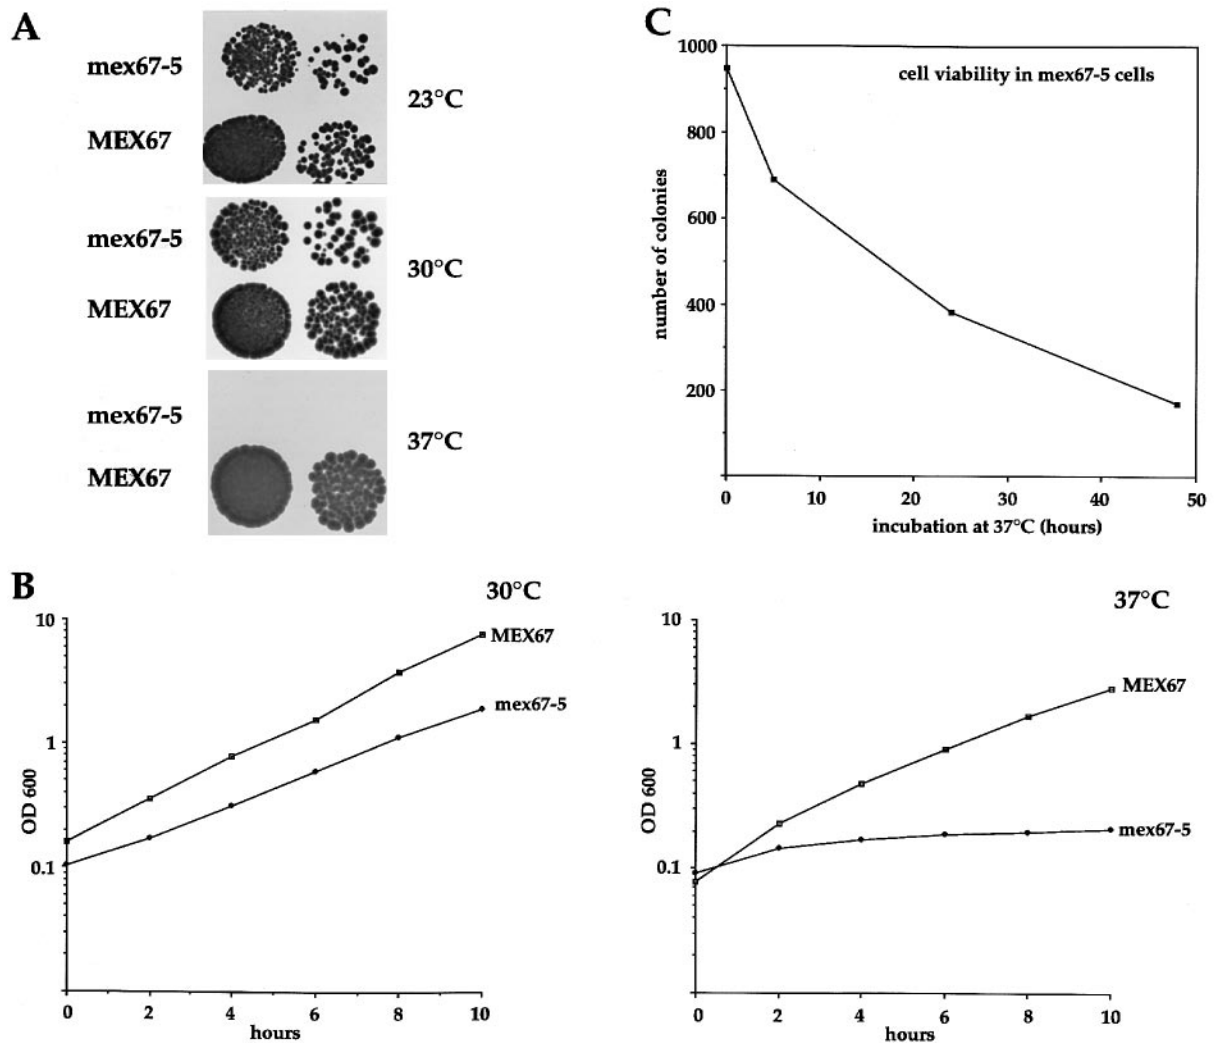 A
mex67-5
23°C
MEX67
mex67-5
30°C
MEX67
mex67-5
37°C
MEX67
C
1000
800
600
400
200
number of colonies
cell viability in mex67-5 cells
0 10 20 30 40 50
incubation at 37°C (hours)
B
30°C
10
1
0.1
OD 600
MEX67
mex67-5
0 2 4 6 8 10
hours
37°C
10
1
0.1
OD 600
MEX67
mex67-5
0 2 4 6 8 10
hours